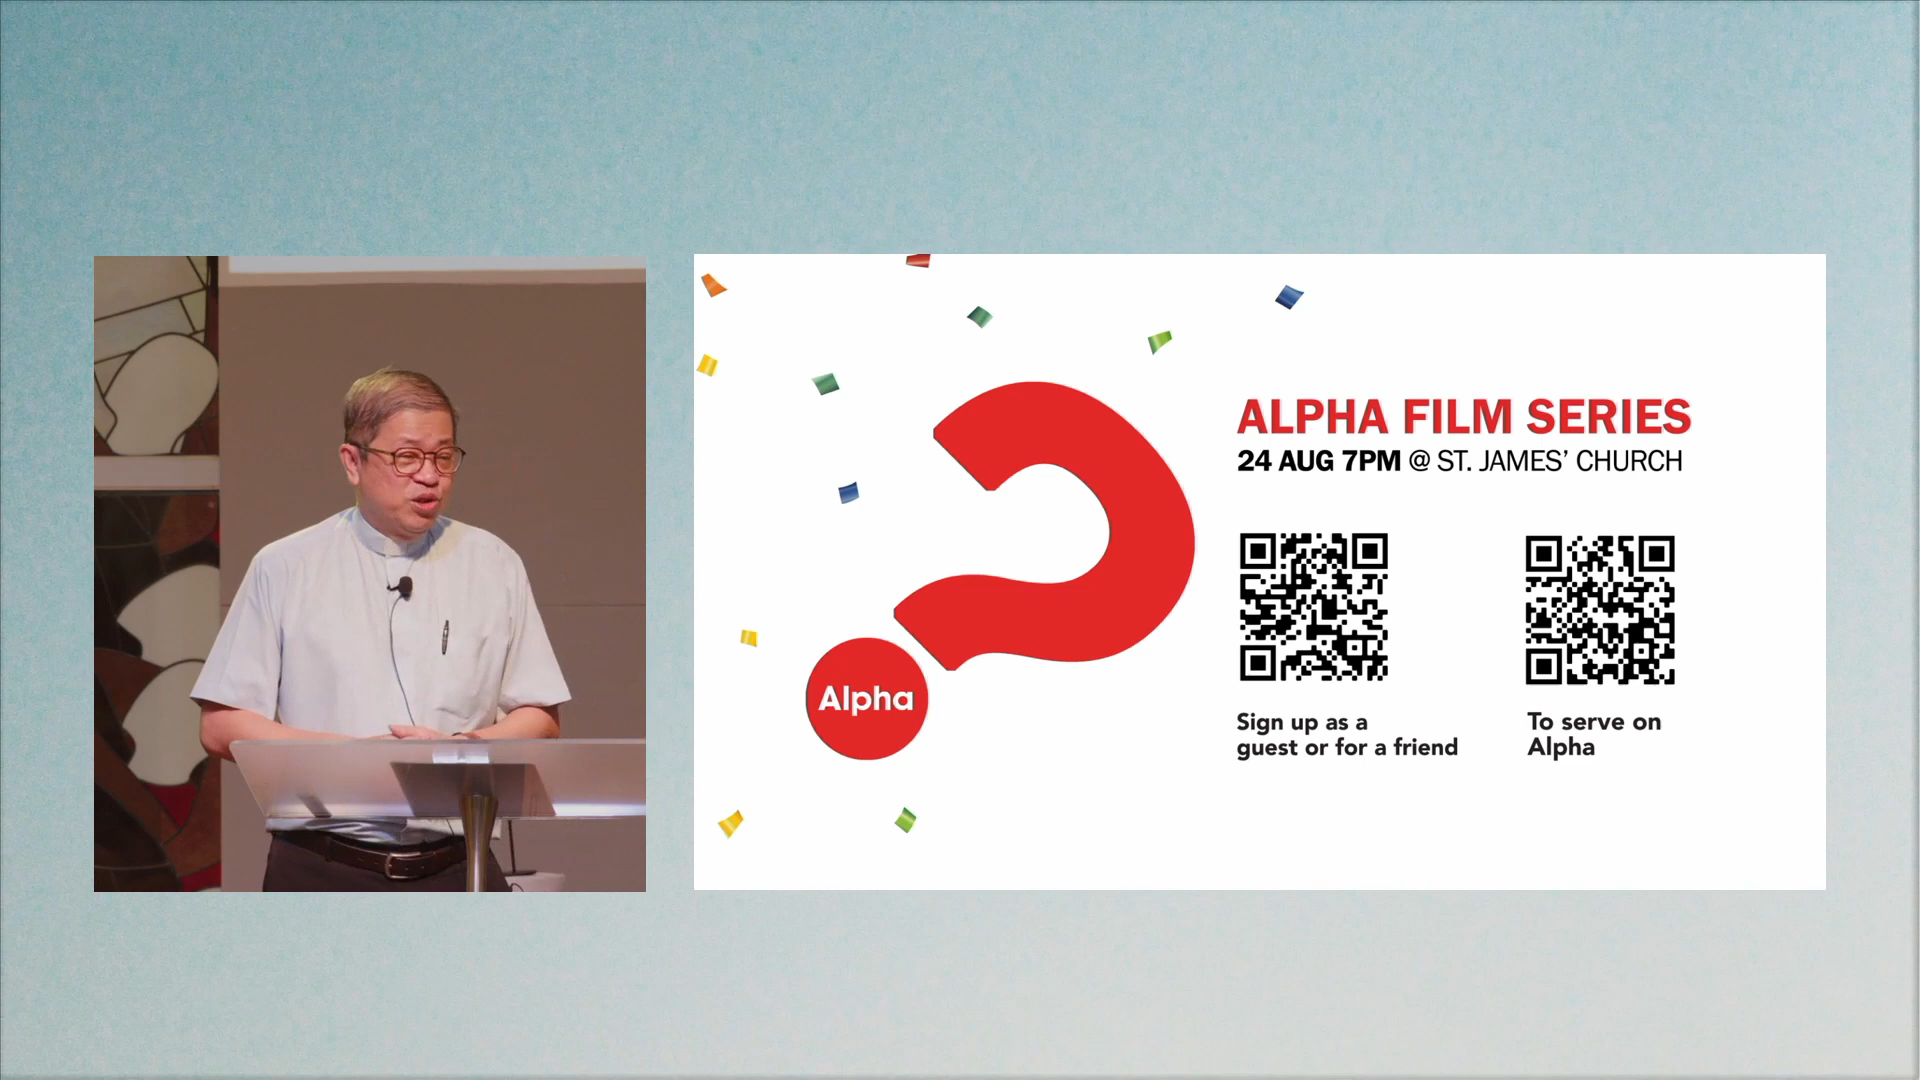 ALPHA FILM SERIES
24 AUG 7PM @ ST. JAMES’ CHURCH
Alpha
Sign up as a
guest or for a friend
To serve on
Alpha